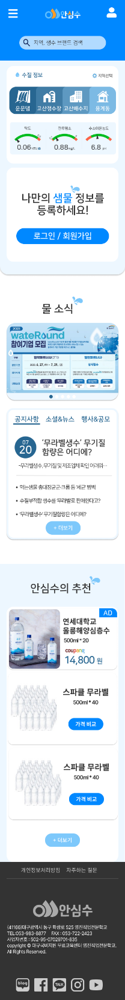 안심수
지역, 생수 브랜드 검색
수질 정보
지역선택
운문댐
고산정수장
고산배수지
용계동
탁도
잔류염소
수소이온농도
0.06 NTU
0.88 mg/L
6.8 pH
나만의 샘물 정보를
등록하세요!
로그인 / 회원가입
물 소식
2023
wateRound
참여기업 모집
2022. 6. 27. - 7. 21.
공지사항
소셜&뉴스
행사&공모
07
20
'무라벨생수' 무기질
함량은 어디에?
-무라벨생수, 무기질 및 제조업체 확인 어려워…
• 먹는샘물 총대장균군·크롬 등 '세균' 범벅
• 수질부적합 생수를 '무라벨'로 판매한다고?
• '무라벨생수' 무기질함량은 어디에?
+ 더보기
안심수의 추천
AD
연세대학교
울릉해양심층수
500ml * 20
coupang
14,800 원
스파클 무라벨
500ml * 40
가격 비교
스파클 무라벨
500ml * 40
가격 비교
+ 더보기
개인정보처리방침
자주하는 질문
안심수
(41166)대구광역시 동구 화랑로 525 영진직업전문학교
TEL:053-983-8877 FAX : 053-722-2423
사업자번호 : 502-95-07029701-835
copyright © 대구국비지원 무료교육센터 영진직업전문학교.
All Rights Reserved.
blog
TALK